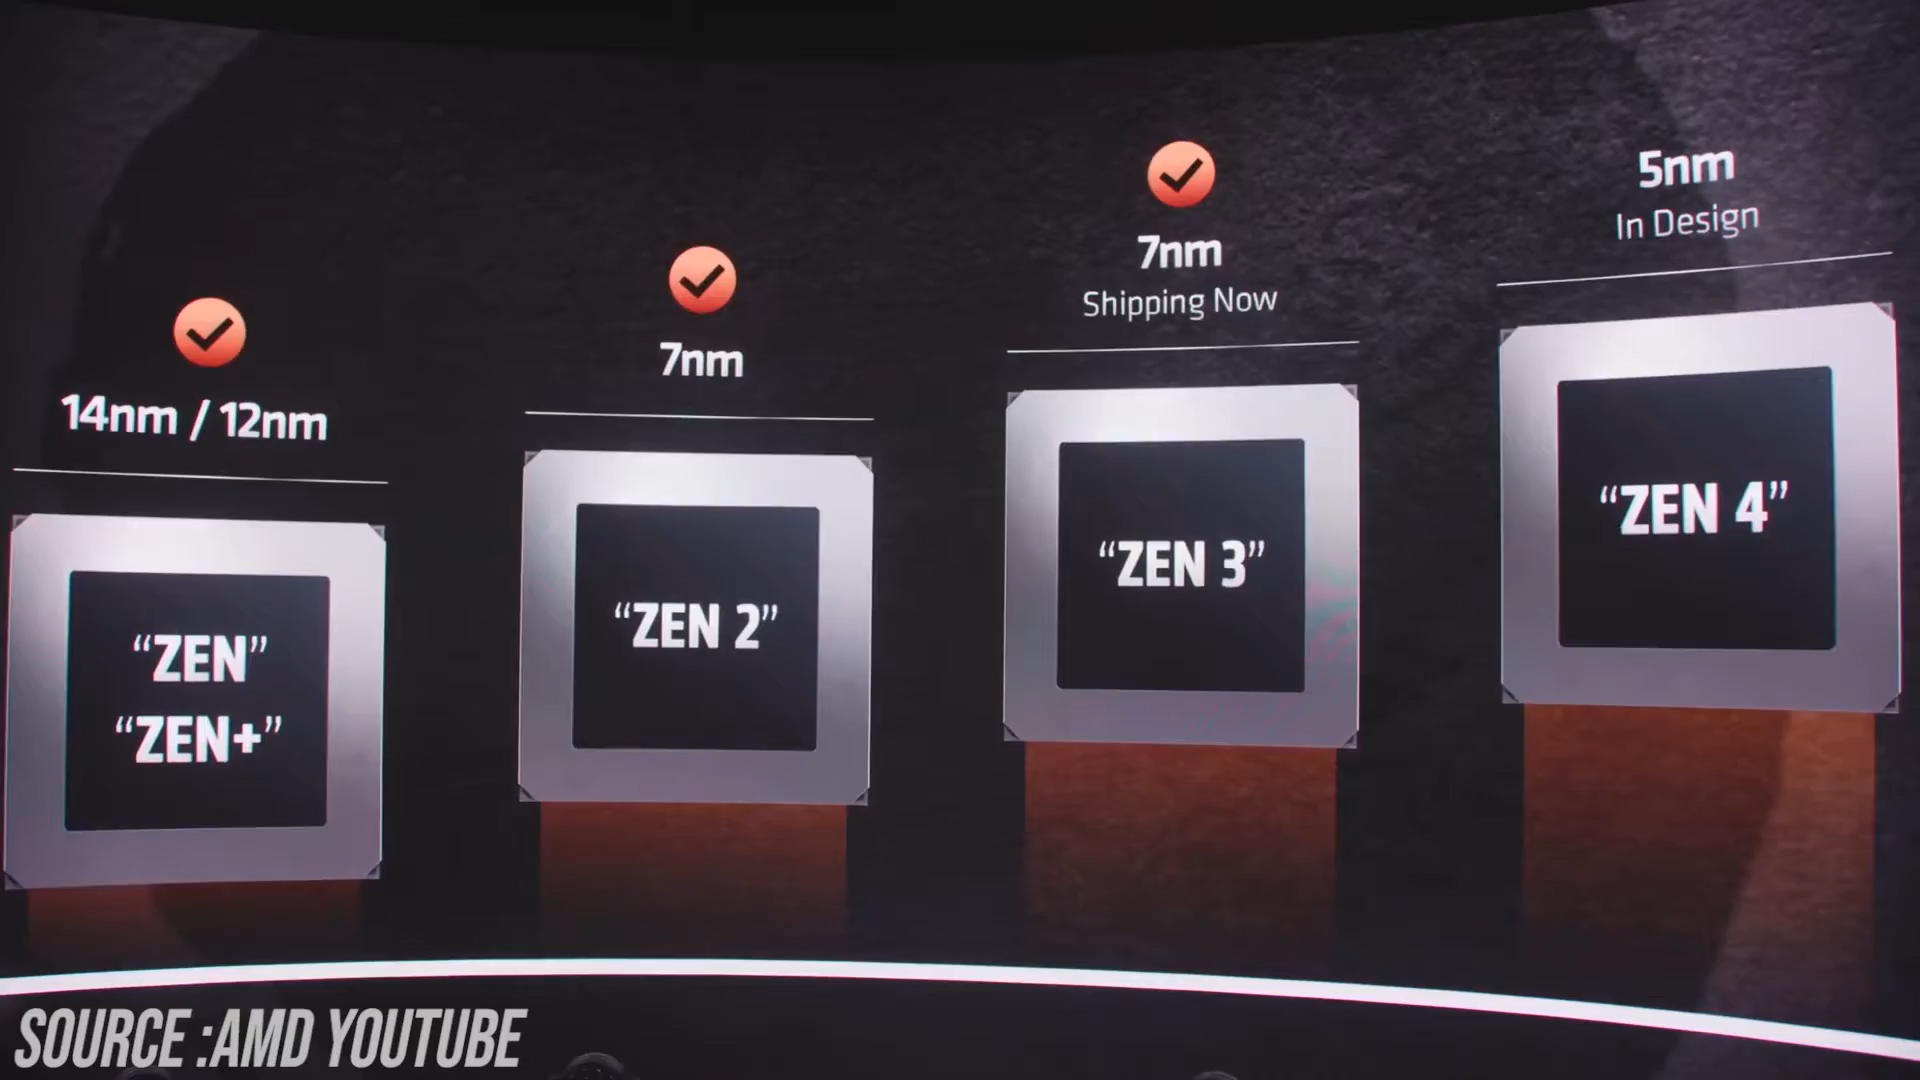 14nm / 12nm
"ZEN"
"ZEN+"
7nm
"ZEN 2"
7nm
Shipping Now
"ZEN 3"
5nm
In Design
"ZEN 4"
SOURCE :AMD YOUTUBE